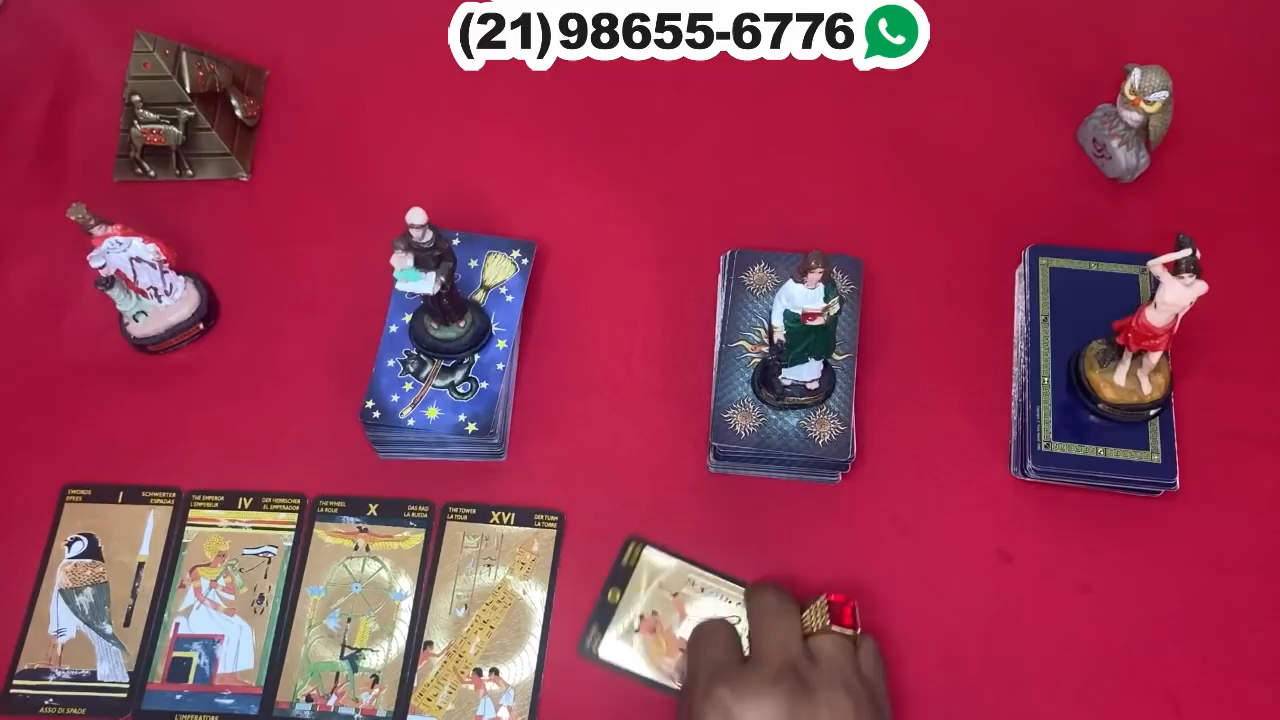 (21)98655-6776
SWORDS
EPEES
I
SCHWERTER
ESPADAS
ASSO DI SPADE
THE EMPEROR
L'EMPEREUR
IV
DER HERRSCHER
EL EMPERADOR
L'IMPERATORE
THE WHEEL
LA ROUE
X
DAS RAD
LA RUEDA
THE TOWER
LA TOUR
XVI
DER TURM
LA TORRE